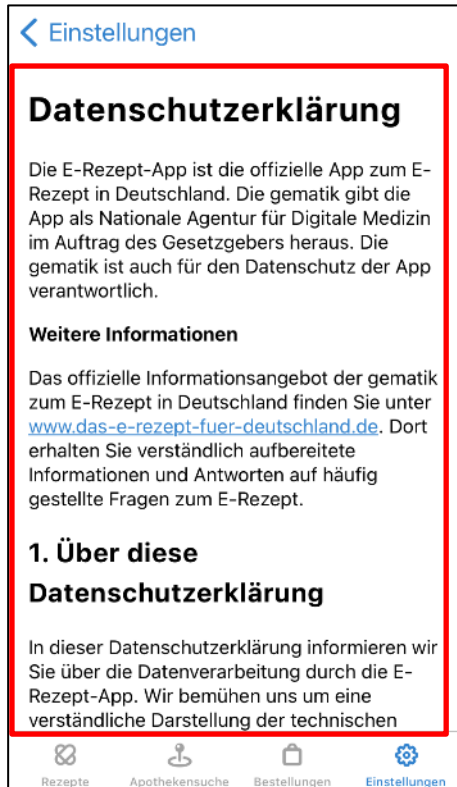 Einstellungen
Datenschutzerklärung
Die E-Rezept-App ist die offizielle App zum E-
Rezept in Deutschland. Die gematik gibt die
App als Nationale Agentur für Digitale Medizin
im Auftrag des Gesetzgebers heraus. Die
gematik ist auch für den Datenschutz der App
verantwortlich.
Weitere Informationen
Das offizielle Informationsangebot der gematik
zum E-Rezept in Deutschland finden Sie unter
www.das-e-rezept-fuer-deutschland.de. Dort
erhalten Sie verständlich aufbereitete
Informationen und Antworten auf häufig
gestellte Fragen zum E-Rezept.
1. Über diese
Datenschutzerklärung
In dieser Datenschutzerklärung informieren wir
Sie über die Datenverarbeitung durch die E-
Rezept-App. Wir bemühen uns um eine
verständliche Darstellung der technischen
Rezepte Apothekensuche Bestellungen Einstellungen